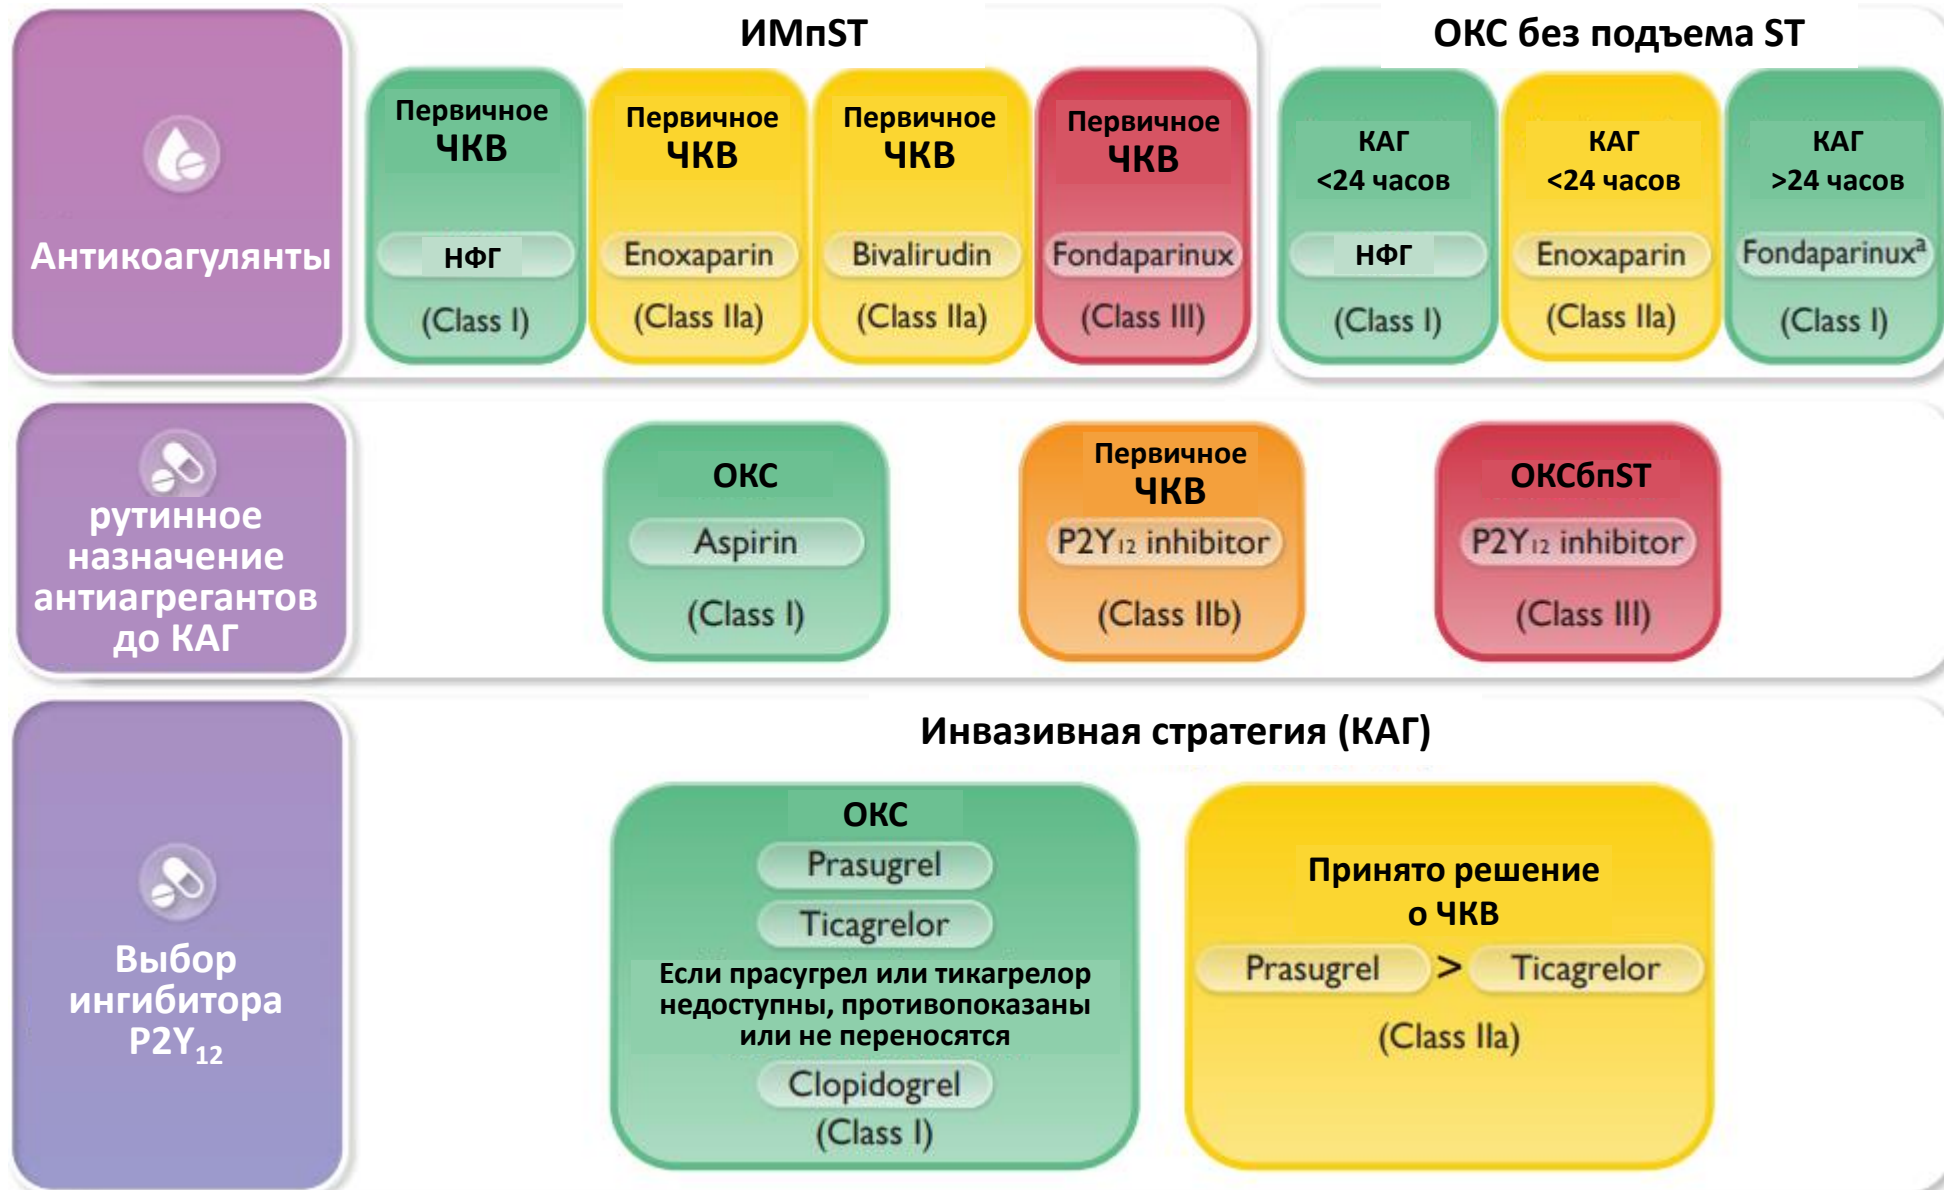 ИМпST
ОКС без подъема ST
Антикоагулянты
Первичное
ЧКВ
НФГ
(Class I)
Первичное
ЧКВ
Enoxaparin
(Class IIa)
Первичное
ЧКВ
Bivalirudin
(Class IIa)
Первичное
ЧКВ
Fondaparinux
(Class III)
КАГ
<24 часов
НФГ
(Class I)
КАГ
<24 часов
Enoxaparin
(Class IIa)
КАГ
>24 часов
Fondaparinuxª
(Class I)
рутинное
назначение
антиагрегантов
до КАГ
ОКС
Aspirin
(Class I)
Первичное
ЧКВ
P2Y₁₂ inhibitor
(Class IIb)
ОКСбпST
P2Y₁₂ inhibitor
(Class III)
Выбор
ингибитора
P2Y₁₂
Инвазивная стратегия (КАГ)
ОКС
Prasugrel
Ticagrelor
Если прасугрел или тикагрелор
недоступны, противопоказаны
или не переносятся
Clopidogrel
(Class I)
Принято решение
о ЧКВ
Prasugrel > Ticagrelor
(Class IIa)